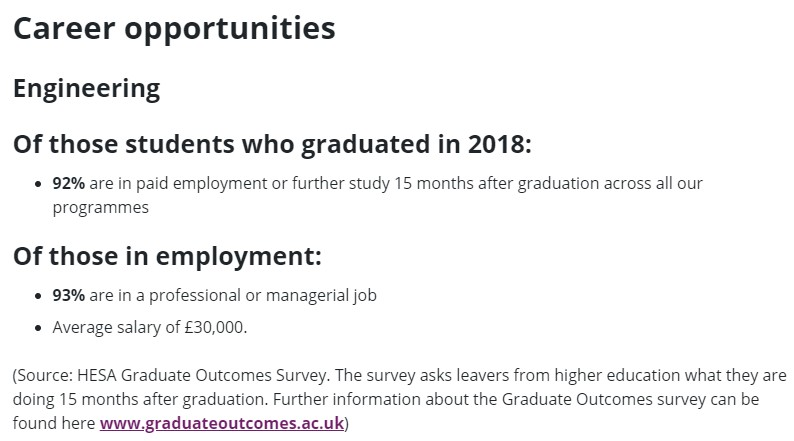 Career opportunities
Engineering
Of those students who graduated in 2018:
• 92% are in paid employment or further study 15 months after graduation across all our
programmes
Of those in employment:
• 93% are in a professional or managerial job
• Average salary of £30,000.
(Source: HESA Graduate Outcomes Survey. The survey asks leavers from higher education what they are
doing 15 months after graduation. Further information about the Graduate Outcomes survey can be
found here www.graduateoutcomes.ac.uk)